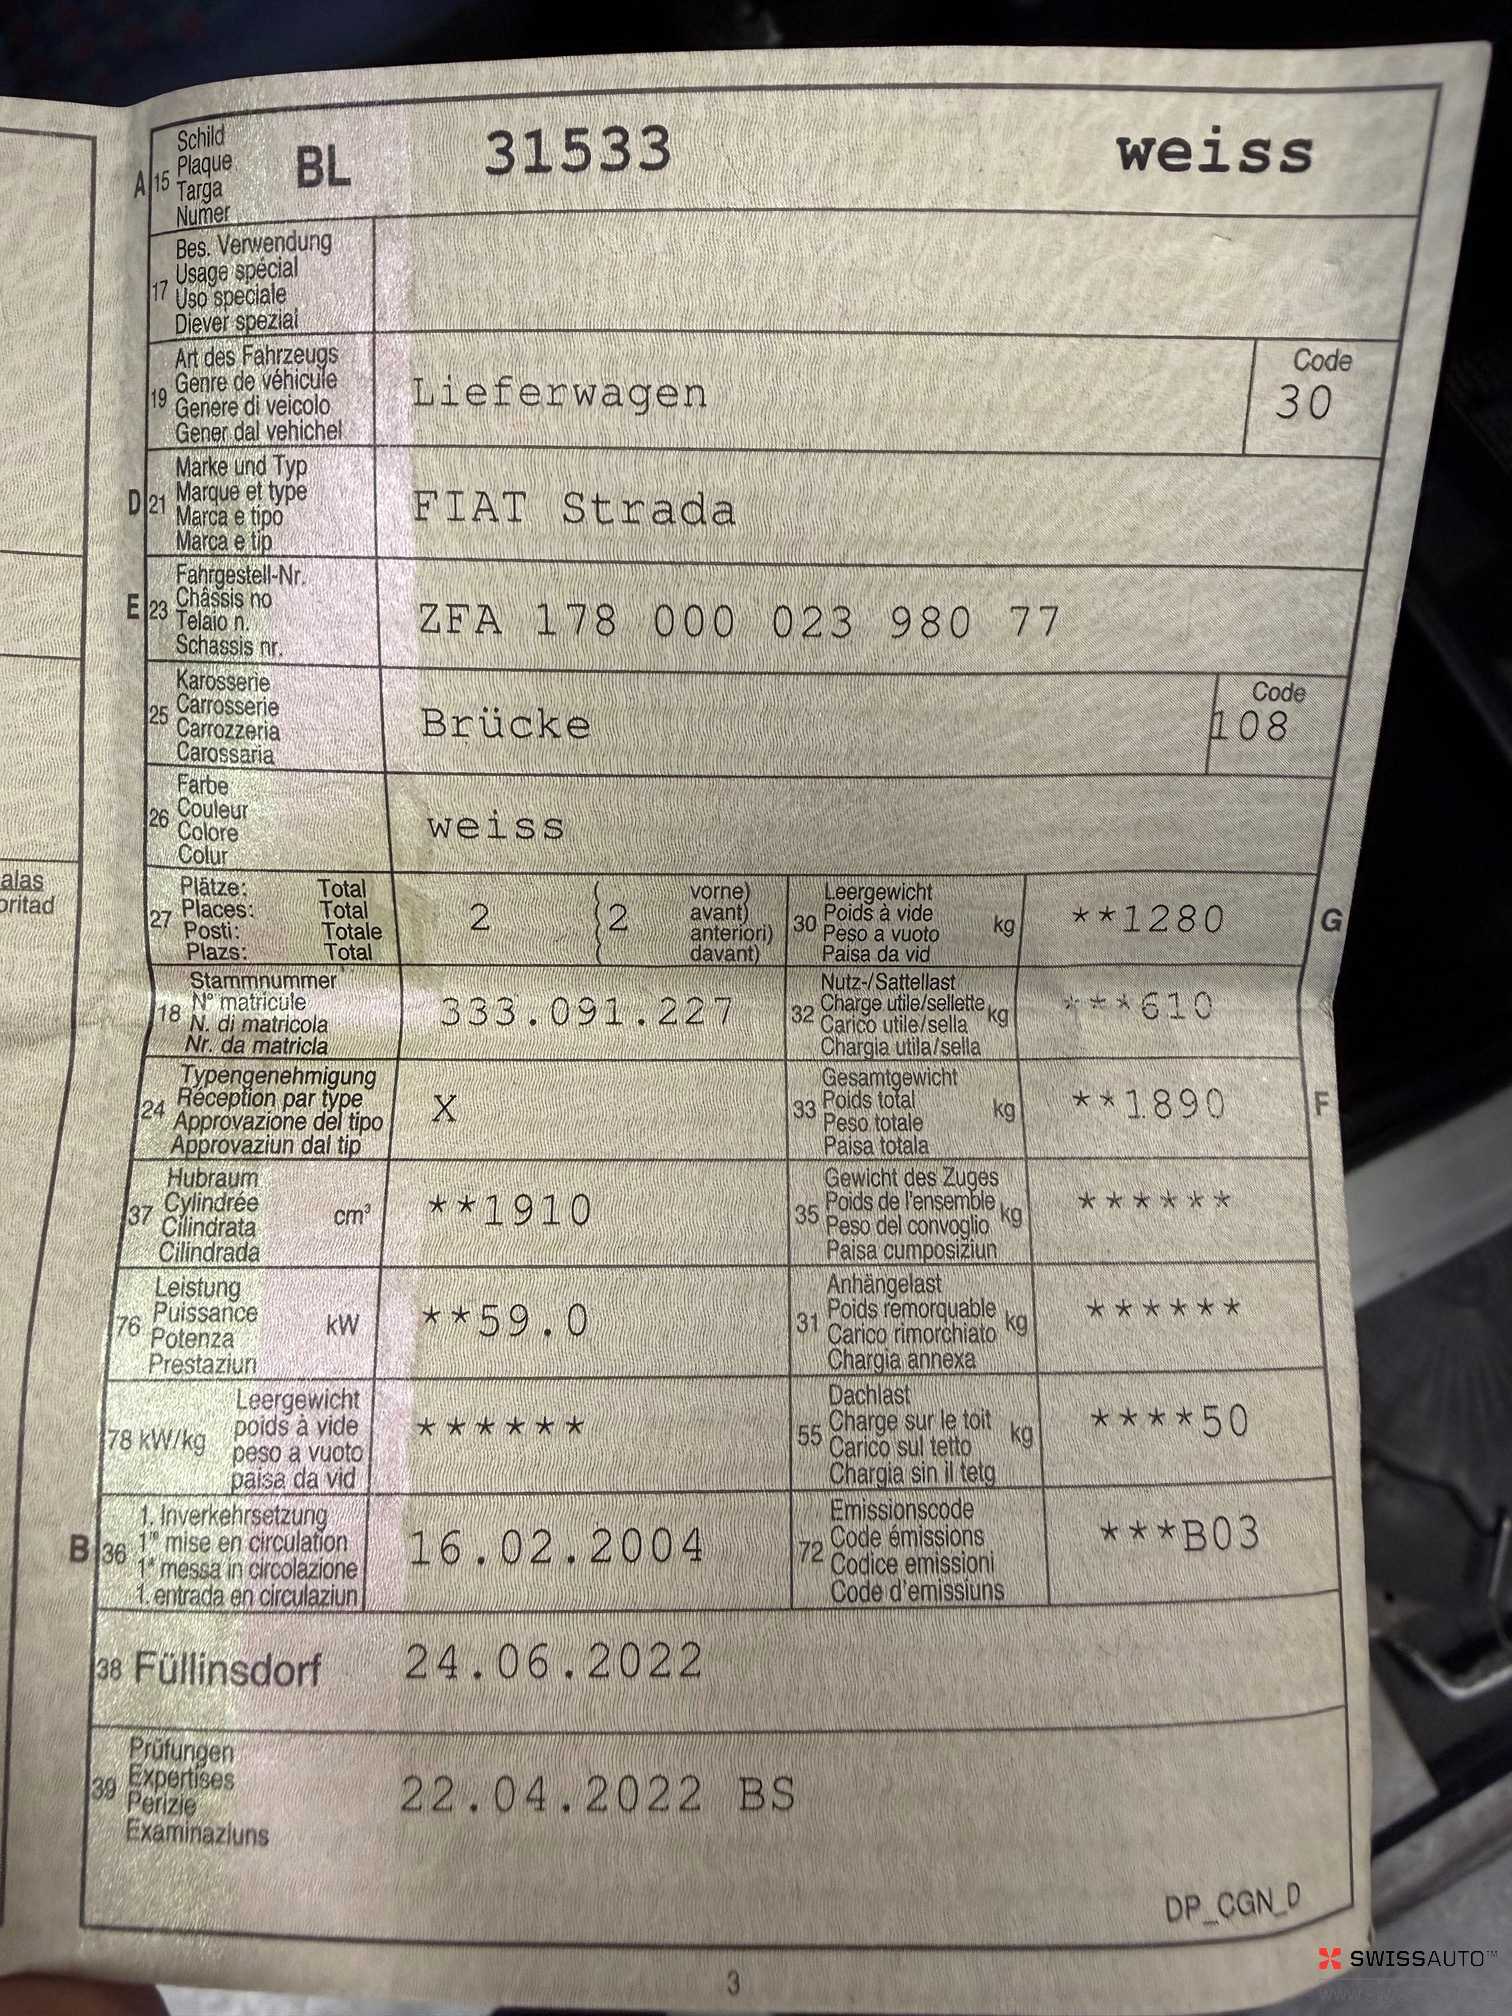 alas
oritad
A 15 Schild BL 31533 weiss
Plaque
Targa
Numer
17 Bes. Verwendung
Usage spécial
Uso speciale
Diever spezial
19 Art des Fahrzeugs
Genre de véhicule
Genere di veicolo
Gener dal vehichel
Lieferwagen
Code
30
D 21 Marke und Typ
Marque et type
Marca e tipo
Marca e tip
FIAT Strada
E 23 Fahrgestell-Nr.
Châssis no
Telaio n.
Schassis nr.
ZFA 178 000 023 980 77
25 Karosserie
Carrosserie
Carrozzeria
Carossaria
Brücke
Code
108
26 Farbe
Couleur
Colore
Colur
weiss
27 Plätze: Total
Places: Total
Posti: Totale
Plazs: Total
2 2
vorne)
avant)
anteriori)
davant)
30 Leergewicht
Poids à vide
Peso a vuoto
Paisa da vid
kg
**1280
G
18 Stammnummer
N° matricule
N. di matricola
Nr. da matricla
333.091.227
32 Nutz-/Sattellast
Charge utile/sellette
Carico utile/sella
Chargia utila/sella
kg
***610
24 Typengenehmigung
Réception par type
Approvazione del tipo
Approvaziun dal tip
X
33 Gesamtgewicht
Poids total
Peso totale
Paisa totala
kg
**1890
F
37 Hubraum
Cylindrée
Cilindrata
Cilindrada
cm³
**1910
35 Gewicht des Zuges
Poids de l'ensemble
Peso del convoglio
Paisa cumposiziun
kg
******
76 Leistung
Puissance
Potenza
Prestaziun
kW
**59.0
31 Anhängelast
Poids remorquable
Carico rimorchiato
Chargia annexa
kg
******
78 kW/kg
Leergewicht
poids à vide
peso a vuoto
paisa da vid
******
55 Dachlast
Charge sur le toit
Carico sul tetto
Chargia sin il tetg
kg
****50
B 36 1. Inverkehrsetzung
1re mise en circulation
1a messa in circolazione
1. entrada en circulaziun
16.02.2004
72 Emissionscode
Code émissions
Codice emissioni
Code d'emissiuns
***B03
38 Füllinsdorf 24.06.2022
39 Prüfungen
Expertises
Perizie
Examinaziuns
22.04.2022 BS
DP_CGN_D
3
SWISSAUTO™